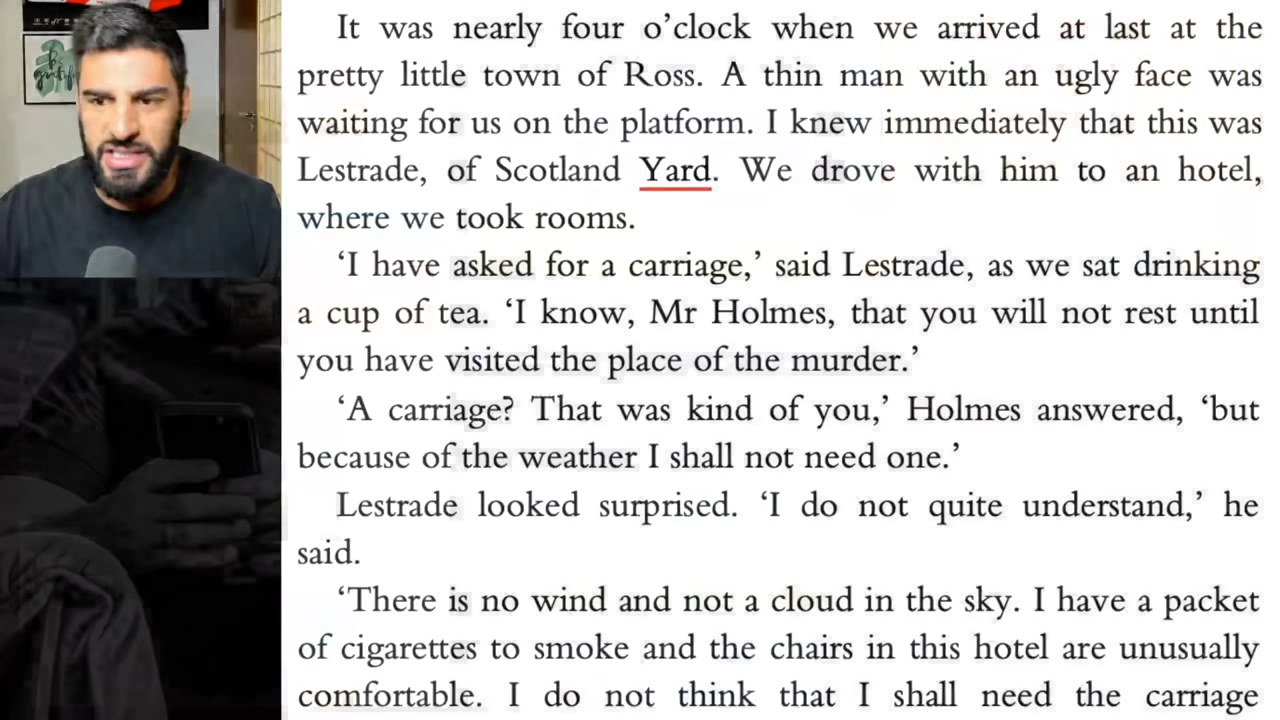 It was nearly four o’clock when we arrived at last at the
pretty little town of Ross. A thin man with an ugly face was
waiting for us on the platform. I knew immediately that this was
Lestrade, of Scotland Yard. We drove with him to an hotel,
where we took rooms.
‘I have asked for a carriage,’ said Lestrade, as we sat drinking
a cup of tea. ‘I know, Mr Holmes, that you will not rest until
you have visited the place of the murder.’
‘A carriage? That was kind of you,’ Holmes answered, ‘but
because of the weather I shall not need one.’
Lestrade looked surprised. ‘I do not quite understand,’ he
said.
‘There is no wind and not a cloud in the sky. I have a packet
of cigarettes to smoke and the chairs in this hotel are unusually
comfortable. I do not think that I shall need the carriage